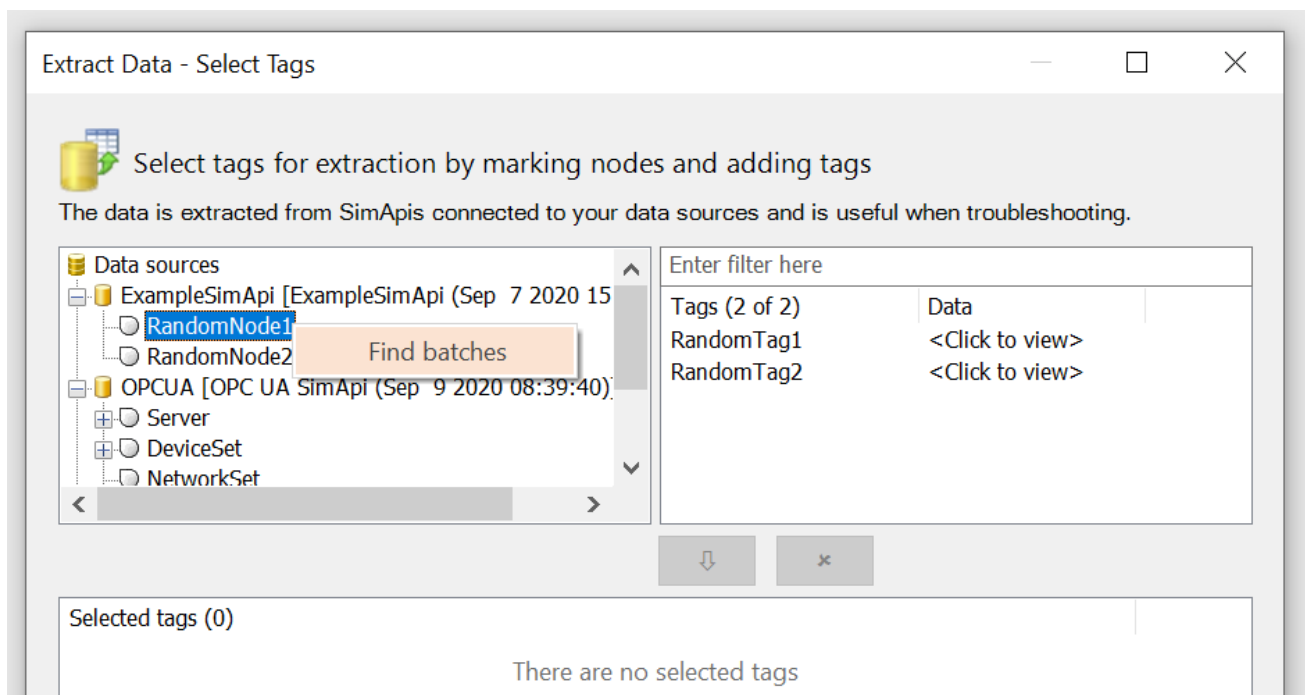 Extract Data - Select Tags
Select tags for extraction by marking nodes and adding tags
The data is extracted from SimApis connected to your data sources and is useful when troubleshooting.
Data sources
ExampleSimApi [ExampleSimApi (Sep 7 2020 15
RandomNode1
RandomNode2
Find batches
OPCUA [OPC UA SimApi (Sep 9 2020 08:39:40)]
Server
DeviceSet
NetworkSet
Enter filter here
Tags (2 of 2) Data
RandomTag1 <Click to view>
RandomTag2 <Click to view>
Selected tags (0)
There are no selected tags